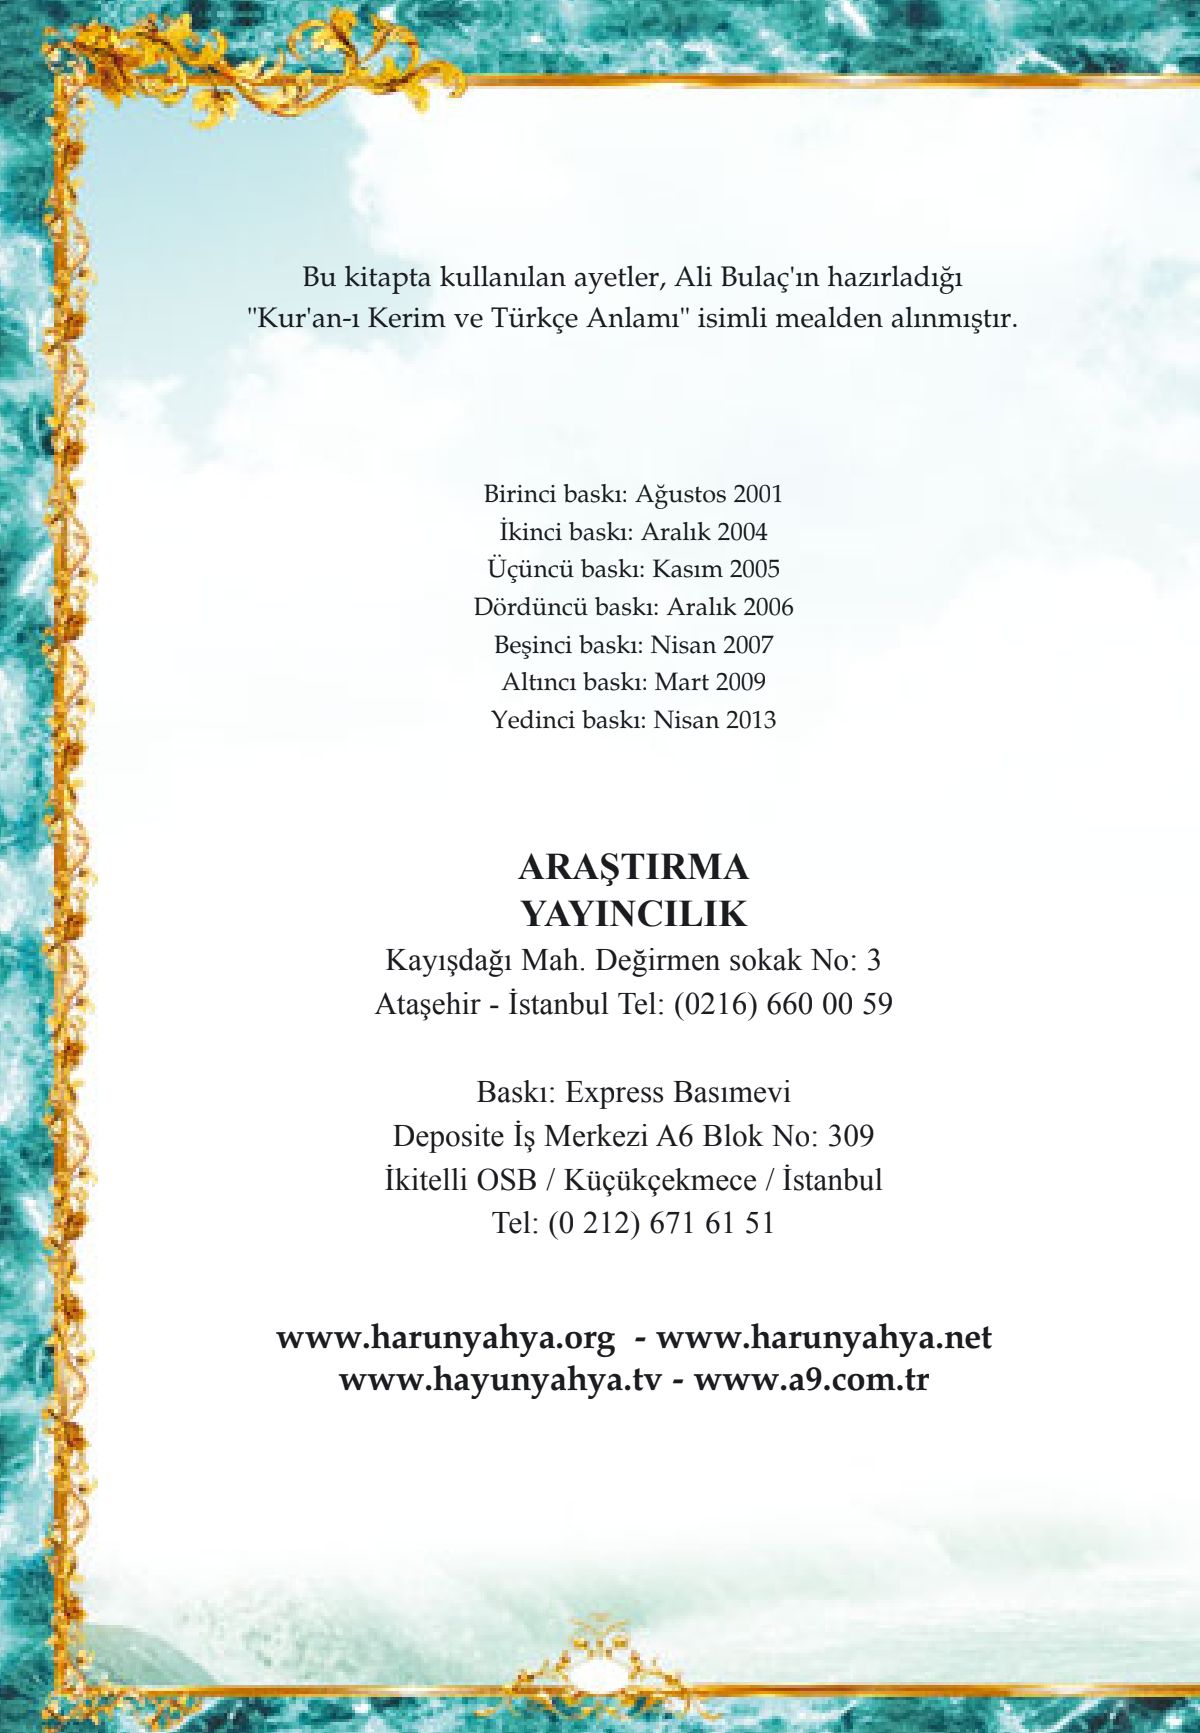 Bu kitapta kullanılan ayetler, Ali Bulaç'ın hazırladığı
"Kur'an-ı Kerim ve Türkçe Anlamı" isimli mealden alınmıştır.
Birinci baskı: Ağustos 2001
İkinci baskı: Aralık 2004
Üçüncü baskı: Kasım 2005
Dördüncü baskı: Aralık 2006
Beşinci baskı: Nisan 2007
Altıncı baskı: Mart 2009
Yedinci baskı: Nisan 2013
ARAŞTIRMA
YAYINCILIK
Kayışdağı Mah. Değirmen sokak No: 3
Ataşehir - İstanbul Tel: (0216) 660 00 59
Baskı: Express Basımevi
Deposite İş Merkezi A6 Blok No: 309
İkitelli OSB / Küçükçekmece / İstanbul
Tel: (0 212) 671 61 51
www.harunyahya.org - www.harunyahya.net
www.hayunyahya.tv - www.a9.com.tr